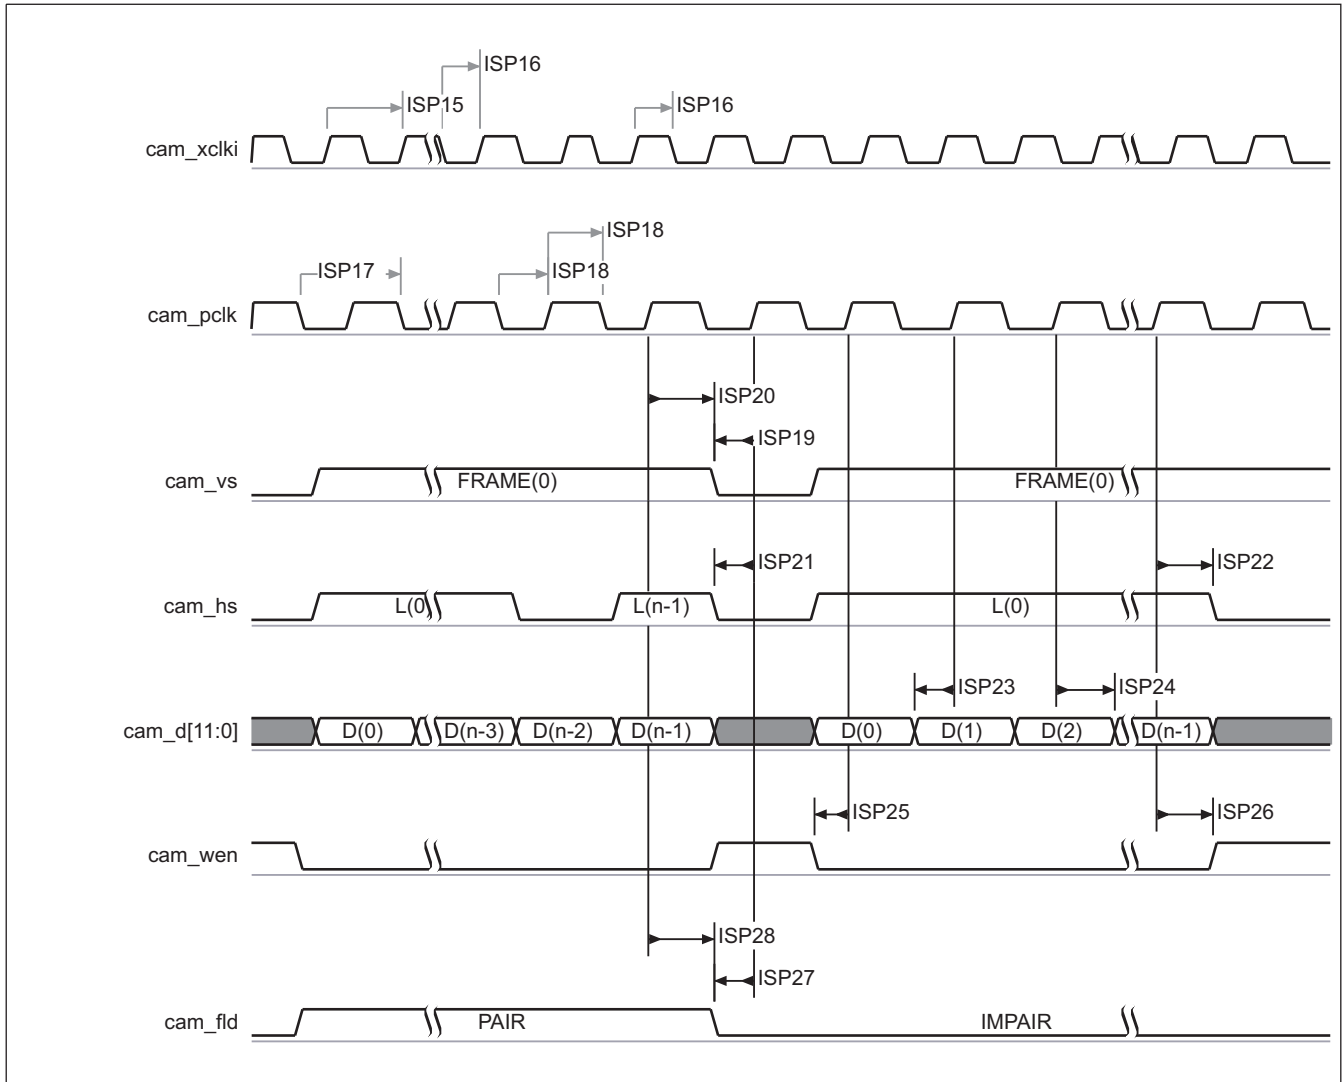 ISP16
ISP15
ISP16
cam_xclki
ISP18
ISP17
ISP18
cam_pclk
ISP20
ISP19
cam_vs
FRAME(0)
FRAME(0)
ISP21
ISP22
cam_hs
L(0)
L(n-1)
L(0)
ISP23
ISP24
cam_d[11:0]
D(0)
D(n-3)
D(n-2)
D(n-1)
D(0)
D(1)
D(2)
D(n-1)
ISP25
ISP26
cam_wen
ISP28
ISP27
cam_fld
PAIR
IMPAIR